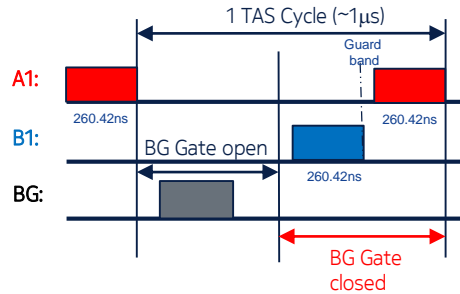 1 TAS Cycle (~1µs)
Guard
band
A1:
260.42ns
260.42ns
B1:
BG Gate open
260.42ns
BG:
BG Gate
closed